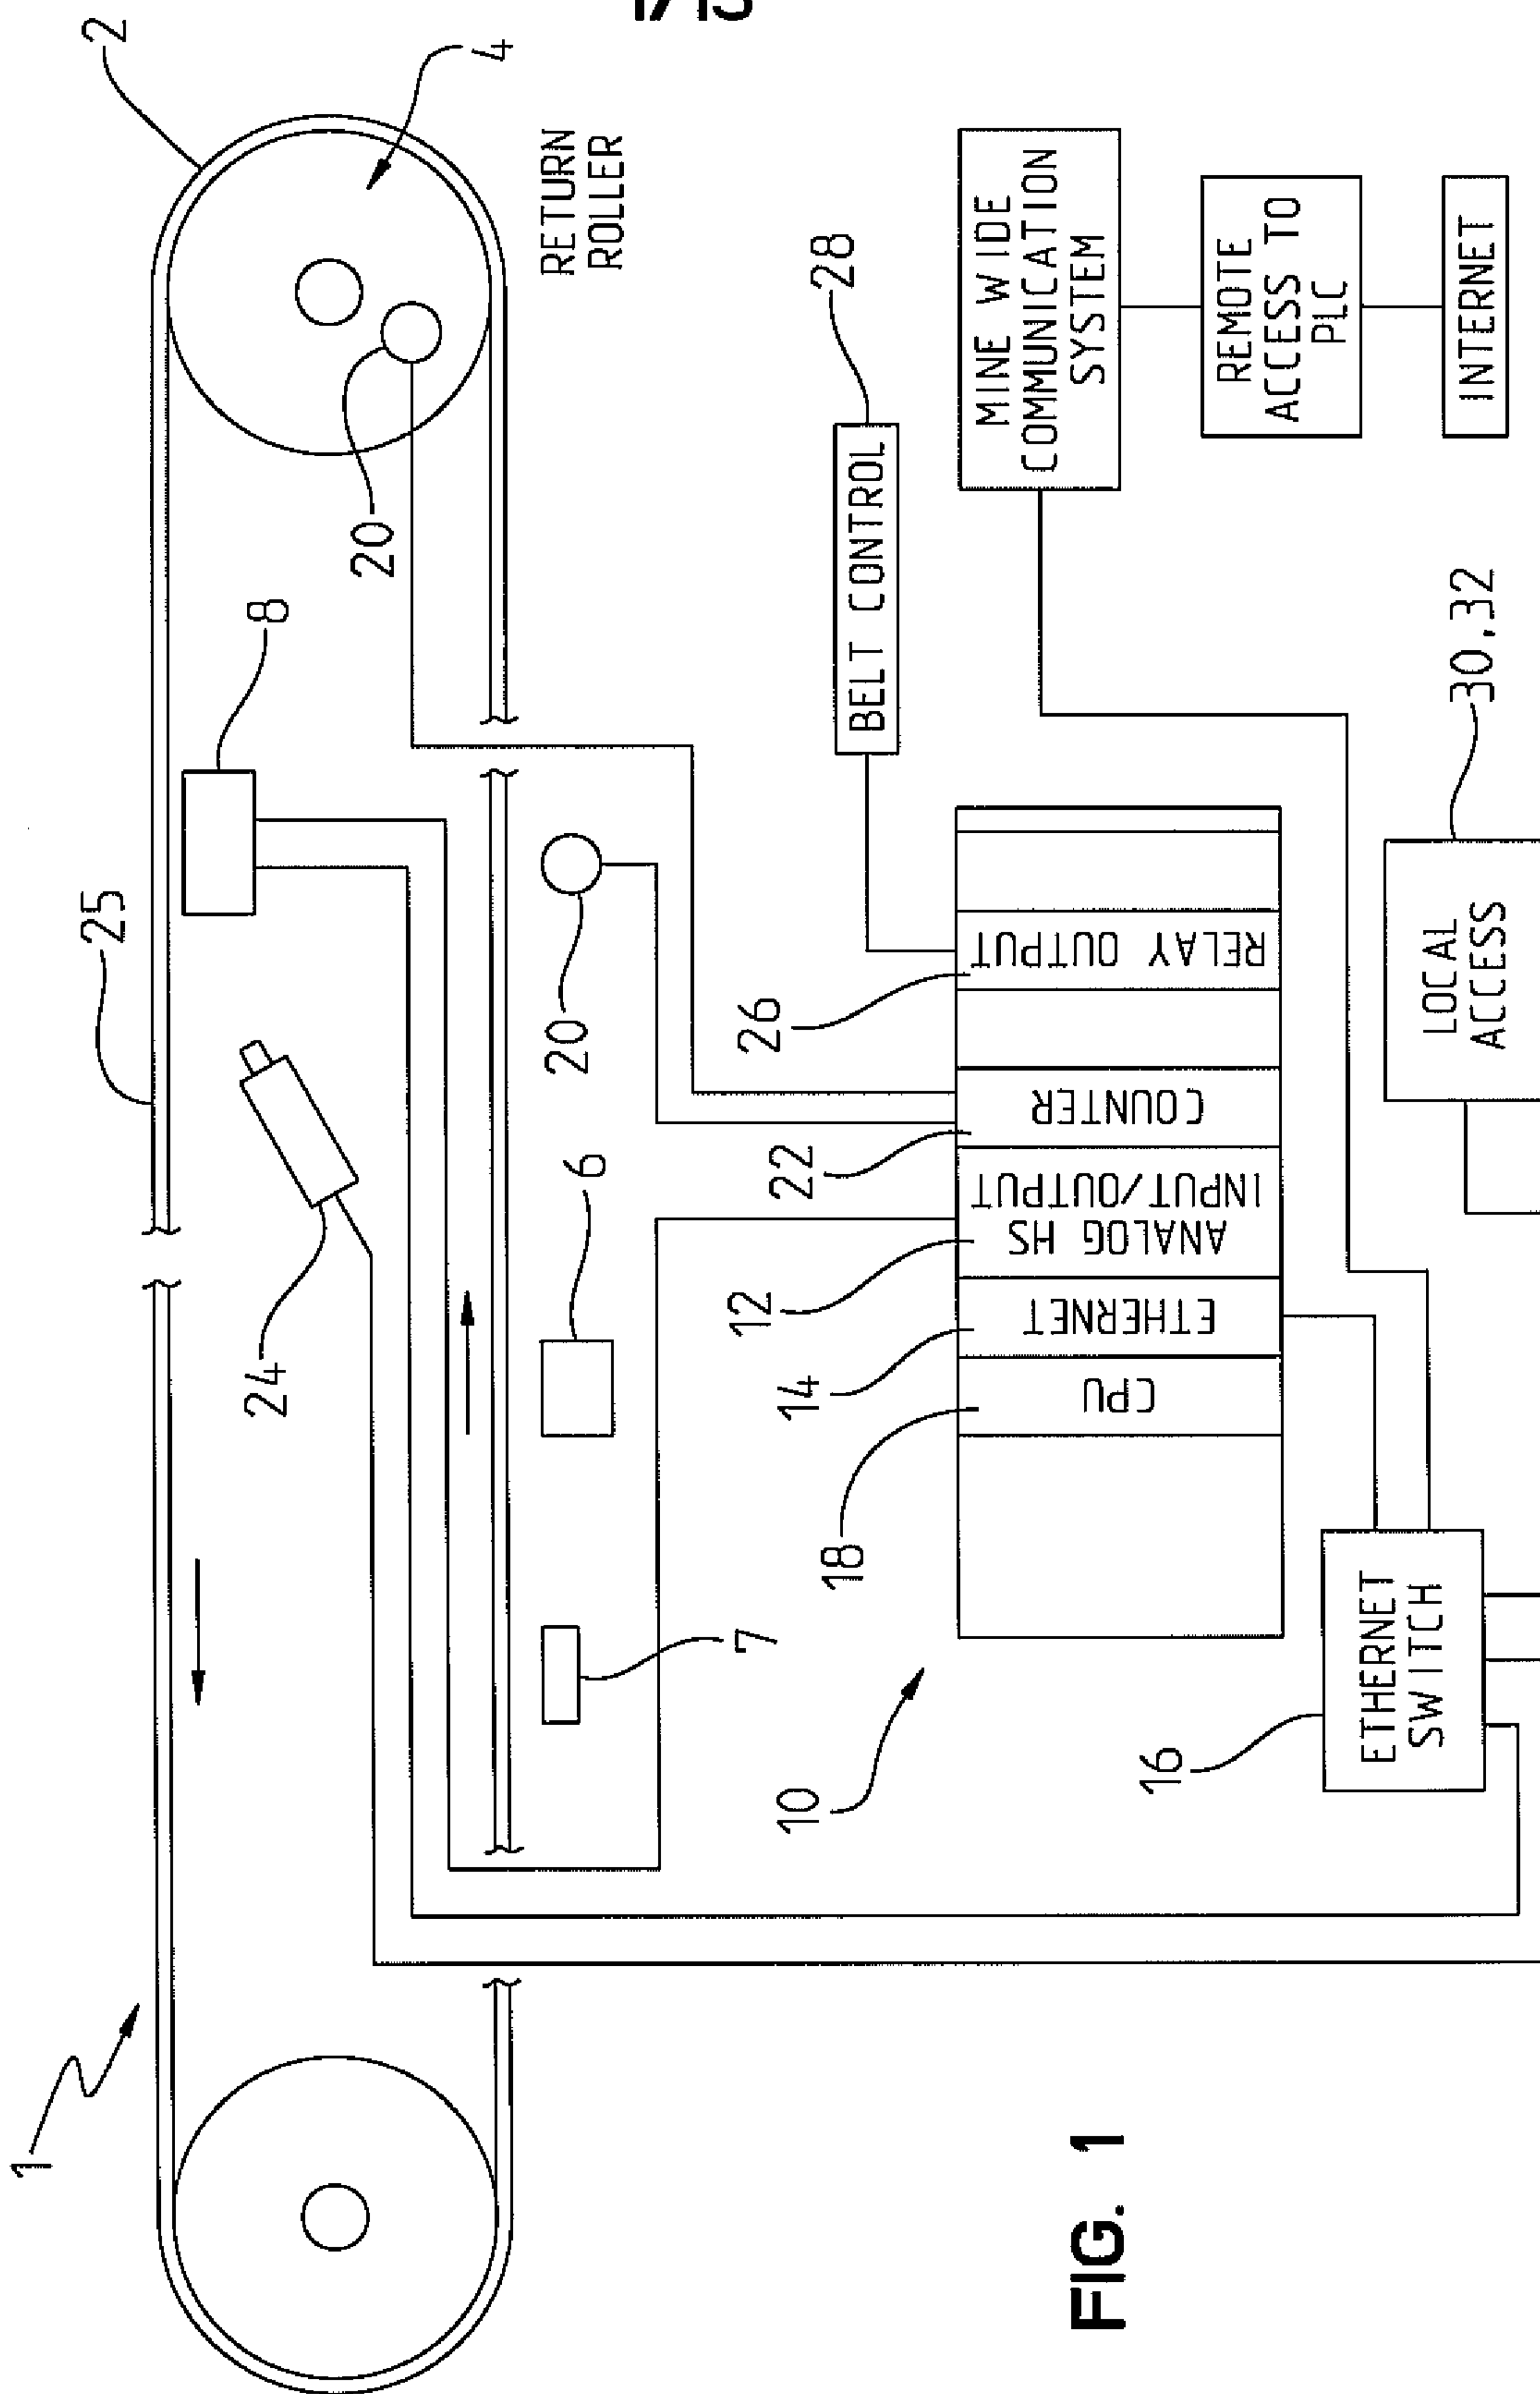 1/13
1
2
25
4
8
24
20
RETURN
ROLLER
20
6
7
28
BELT CONTROL
26
22
12
14
18
10
RELAY OUTPUT
COUNTER
ANALOG HS
INPUT/OUTPUT
ETHERNET
CPU
MINE WIDE
COMMUNICATION
SYSTEM
REMOTE
ACCESS TO
PLC
INTERNET
16
ETHERNET
SWITCH
30,32
LOCAL
ACCESS
FIG. 1